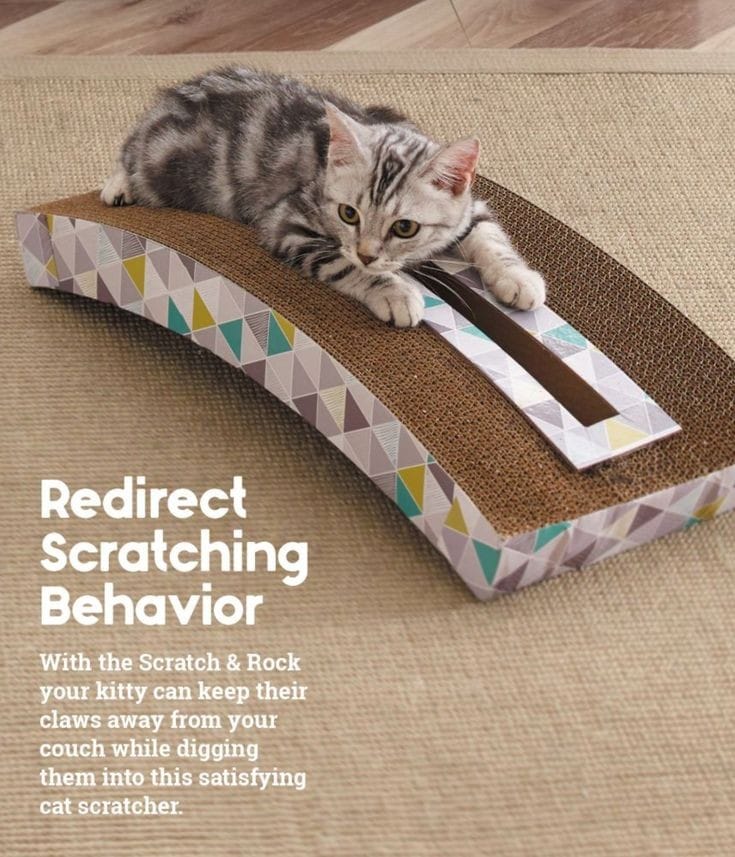 Redirect
Scratching
Behavior
With the Scratch & Rock
your kitty can keep their
claws away from your
couch while digging
them into this satisfying
cat scratcher.